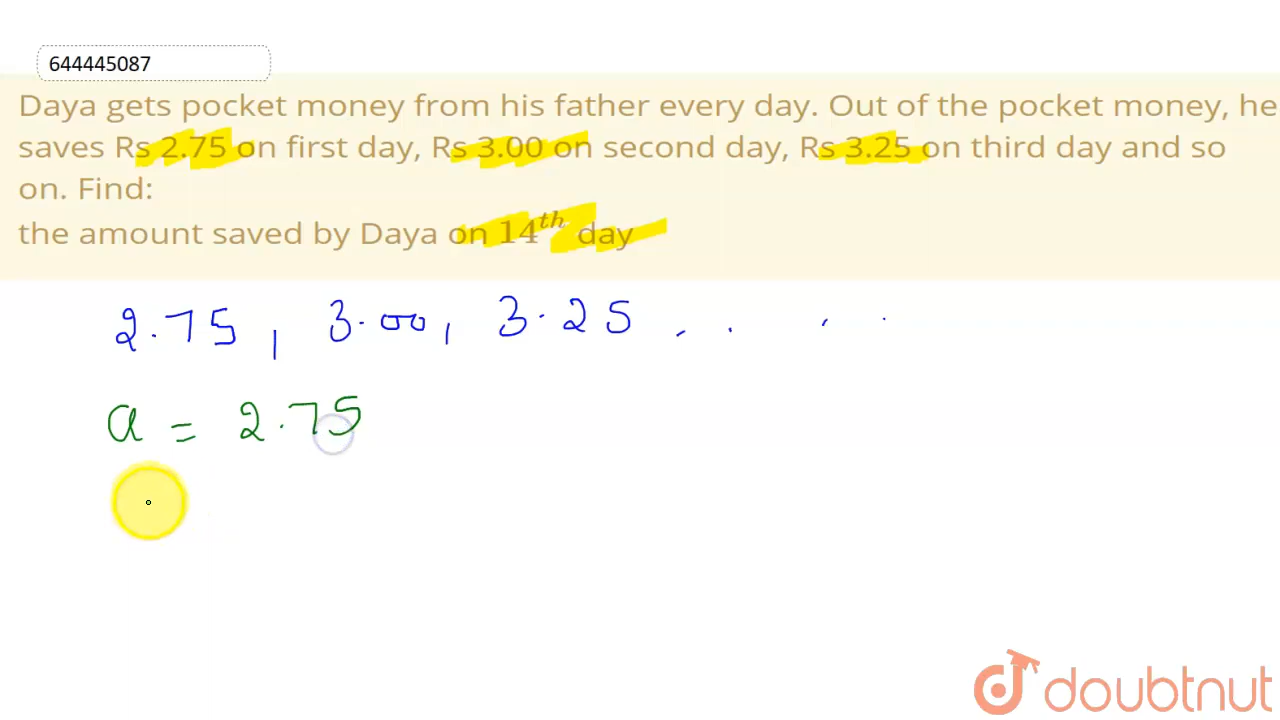 644445087
Daya gets pocket money from his father every day. Out of the pocket money, he
saves Rs 2.75 on first day, Rs 3.00 on second day, Rs 3.25 on third day and so
on. Find:
the amount saved by Daya on 14th day
2.75, 3.00, 3.25 . . . .
a = 2.75
doubtnut